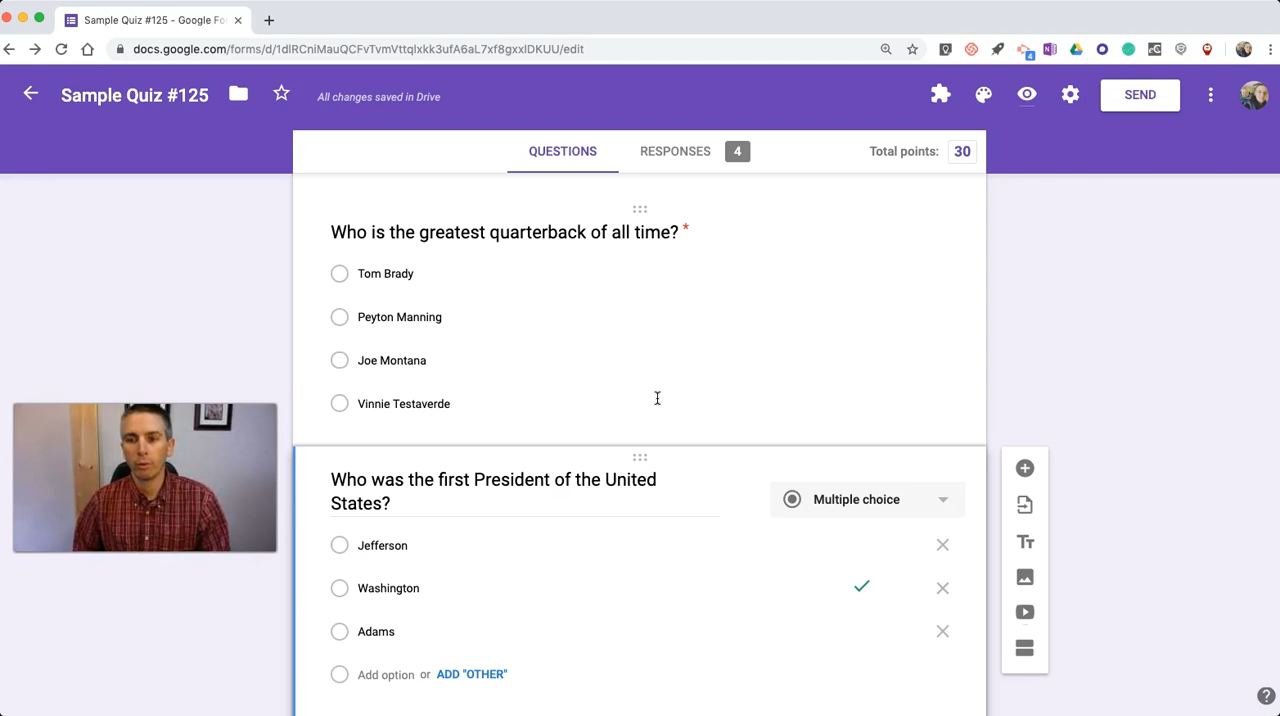 Sample Quiz #125 - Google Fo
docs.google.com/forms/d/1dlRCniMauQCFvTvmVttqlxkk3ufA6aL7xf8gxxlDKUU/edit
4
Sample Quiz #125
All changes saved in Drive
SEND
QUESTIONS
RESPONSES
4
Total points:
30
Who is the greatest quarterback of all time? *
Tom Brady
Peyton Manning
Joe Montana
Vinnie Testaverde
Who was the first President of the United
States?
Multiple choice
Jefferson
Washington
Adams
Add option or ADD "OTHER"
Tт